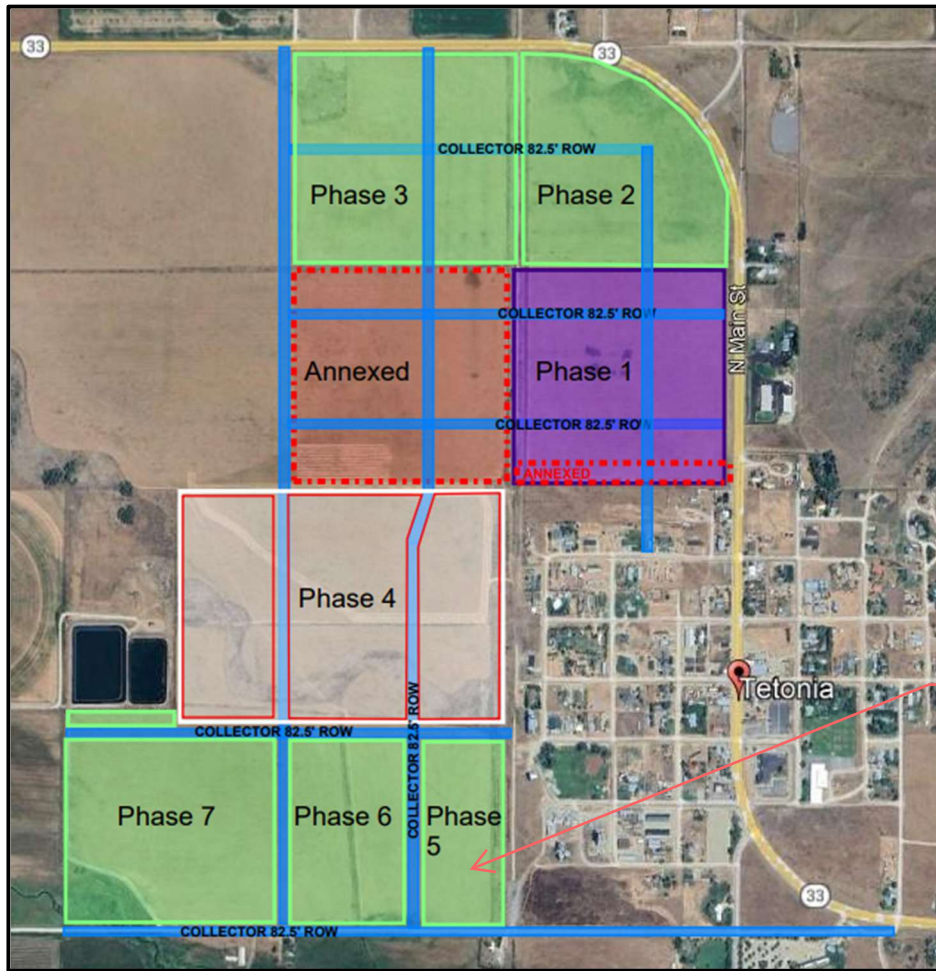 33
33
COLLECTOR 82.5' ROW
Phase 3
Phase 2
N Main St
COLLECTOR 82.5' ROW
Annexed
Phase 1
COLLECTOR 82.5' ROW
ANNEXED
Phase 4
Tetonia
COLLECTOR 82.5' ROW
COLLECTOR 82.5' ROW
Phase 7
Phase 6
Phase
5
33
COLLECTOR 82.5' ROW